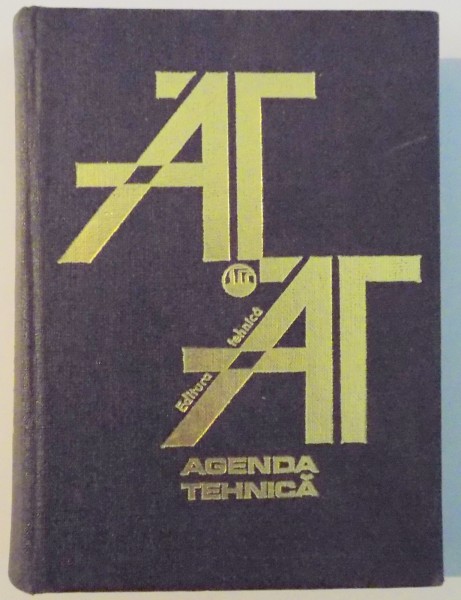 AT
Editura tehnică
AT
AGENDA
TEHNICĂ